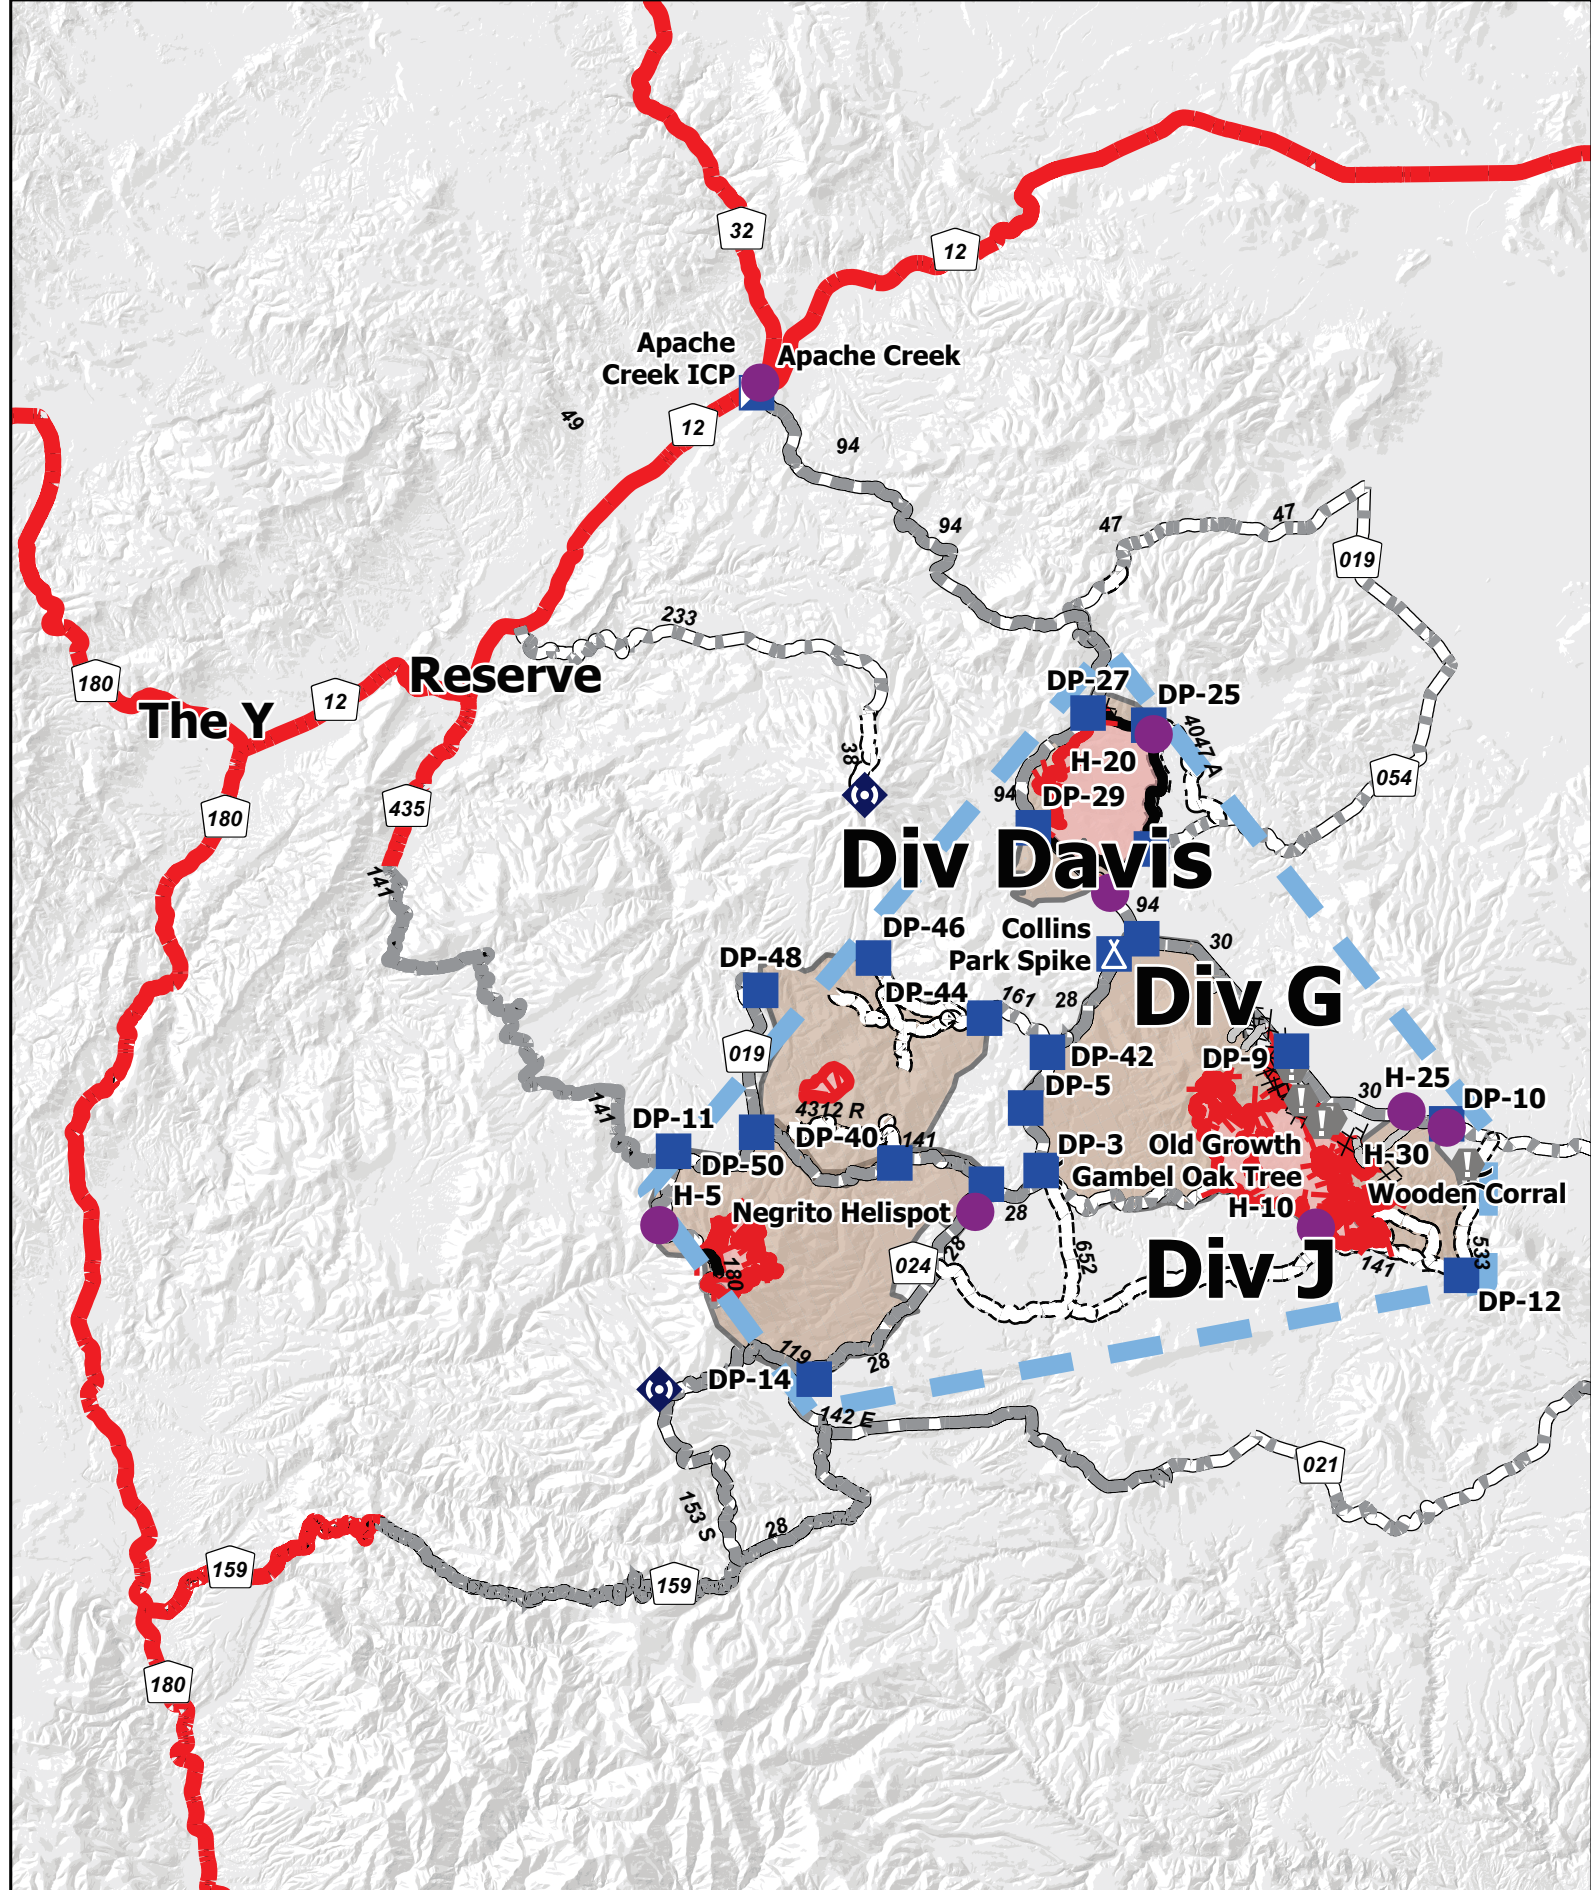 32
12
Apache
Creek ICP
Apache Creek
12
49
94
94
47
47
019
233
180
12
Reserve
The Y
DP-27
DP-25
4047 A
38
H-20
94
DP-29
054
180
435
Div Davis
141
94
DP-46
Collins
Park Spike
30
DP-48
DP-44
161
28
Div G
019
DP-42
DP-9
DP-5
30
H-25
DP-10
141
4312 R
DP-11
DP-40
141
DP-3
Old Growth
Gambel Oak Tree
H-30
DP-50
H-5
Wooden Corral
Negrito Helispot
28
H-10
28
024
652
180
Div J
141
533
DP-12
119
28
DP-14
142 E
021
153 S
28
159
159
180